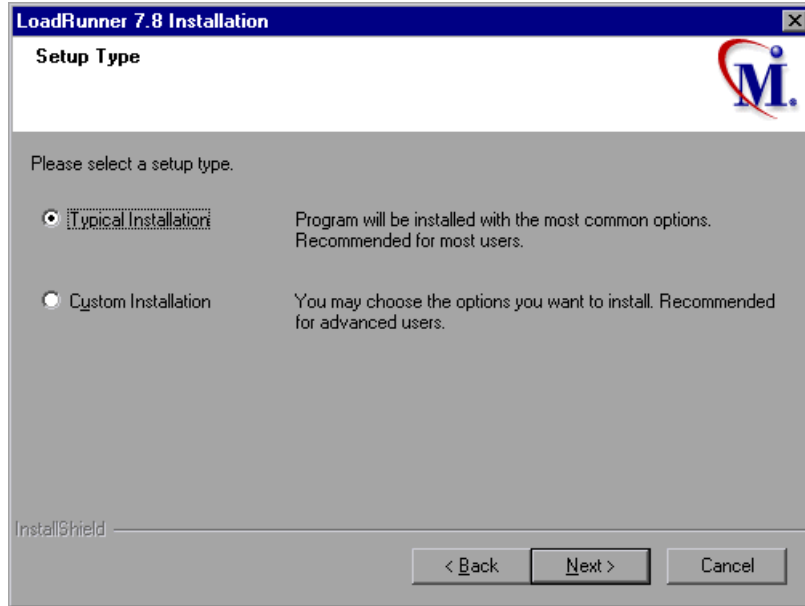 LoadRunner 7.8 Installation
Setup Type
M.
Please select a setup type.
Typical Installation
Program will be installed with the most common options.
Recommended for most users.
Custom Installation
You may choose the options you want to install. Recommended
for advanced users.
InstallShield
< Back
Next >
Cancel